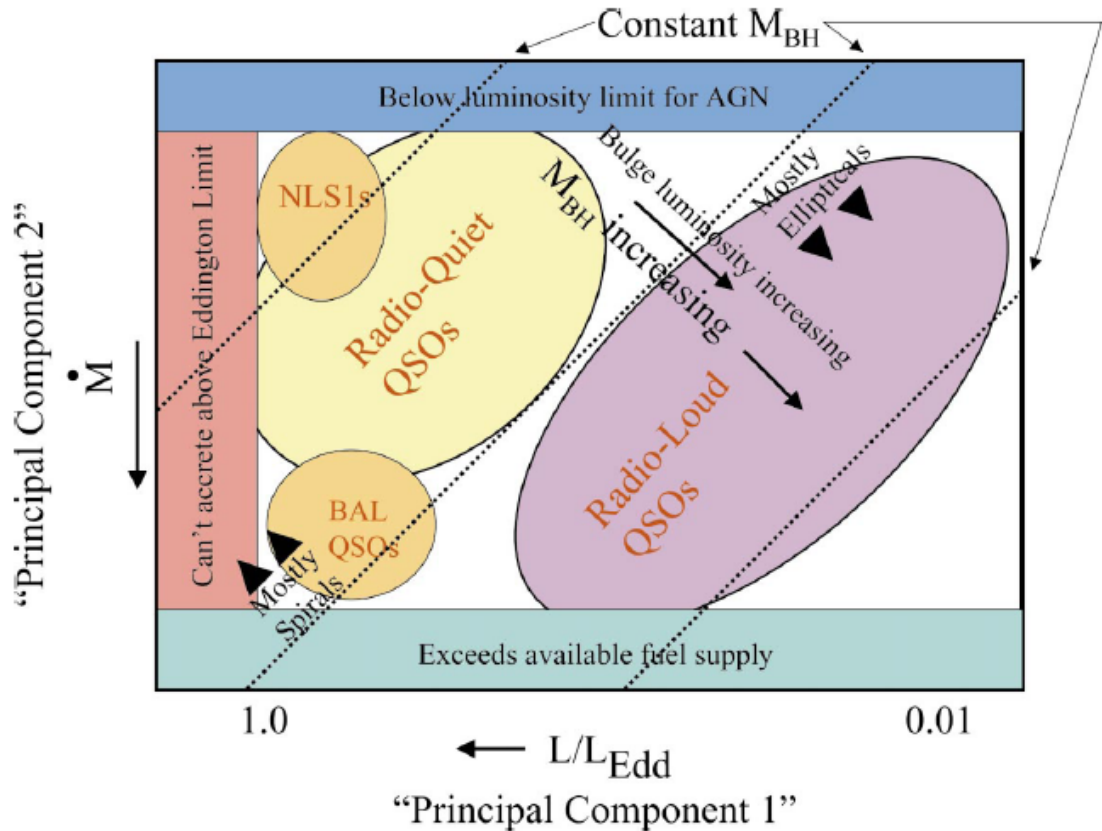 Constant M_BH
Below luminosity limit for AGN
Can't accrete above Eddington Limit
NLS1s
Radio-Quiet
QSOs
M_BH increasing
Bulge luminosity increasing
Mostly
Ellipticals
Radio-Loud
QSOs
BAL
QSOs
Mostly
Spirals
Exceeds available fuel supply
“Principal Component 2”
Ṁ
1.0
0.01
L/L_Edd
“Principal Component 1”